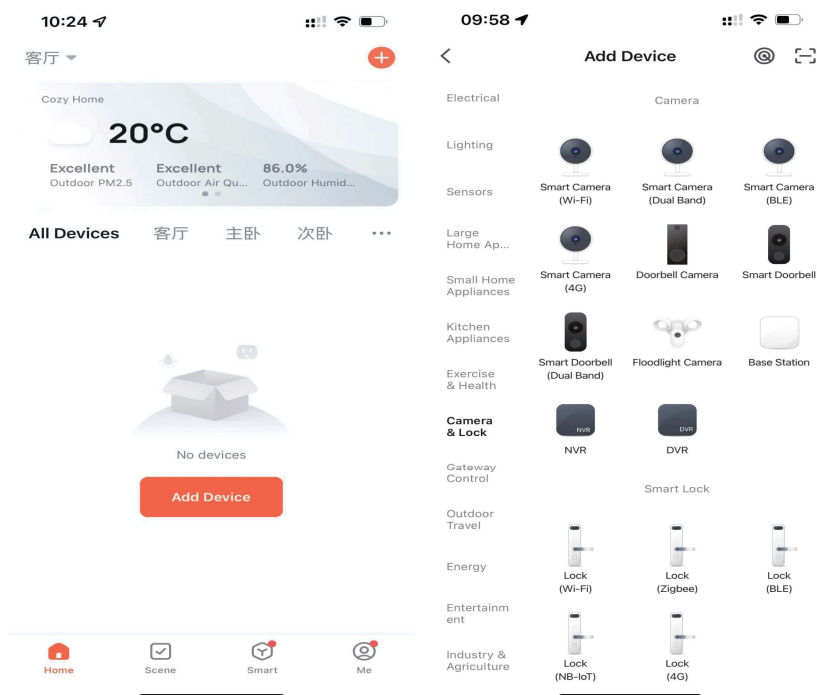 10:24
客厅
Cozy Home
20°C
Excellent Excellent 86.0%
Outdoor PM2.5 Outdoor Air Qu... Outdoor Humid...
All Devices 客厅 主卧 次卧 •••
No devices
Add Device
Home Scene Smart Me
09:58
Add Device
Electrical
Lighting
Sensors
Large
Home Ap...
Small Home
Appliances
Kitchen
Appliances
Exercise
& Health
Camera
& Lock
Gateway
Control
Outdoor
Travel
Energy
Entertainm
ent
Industry &
Agriculture
Camera
Smart Camera Smart Camera Smart Camera
(Wi-Fi) (Dual Band) (BLE)
Smart Camera Doorbell Camera Smart Doorbell
(4G)
Smart Doorbell Floodlight Camera Base Station
(Dual Band)
NVR DVR
NVR DVR
Smart Lock
Lock Lock Lock
(Wi-Fi) (Zigbee) (BLE)
Lock Lock
(NB-IoT) (4G)